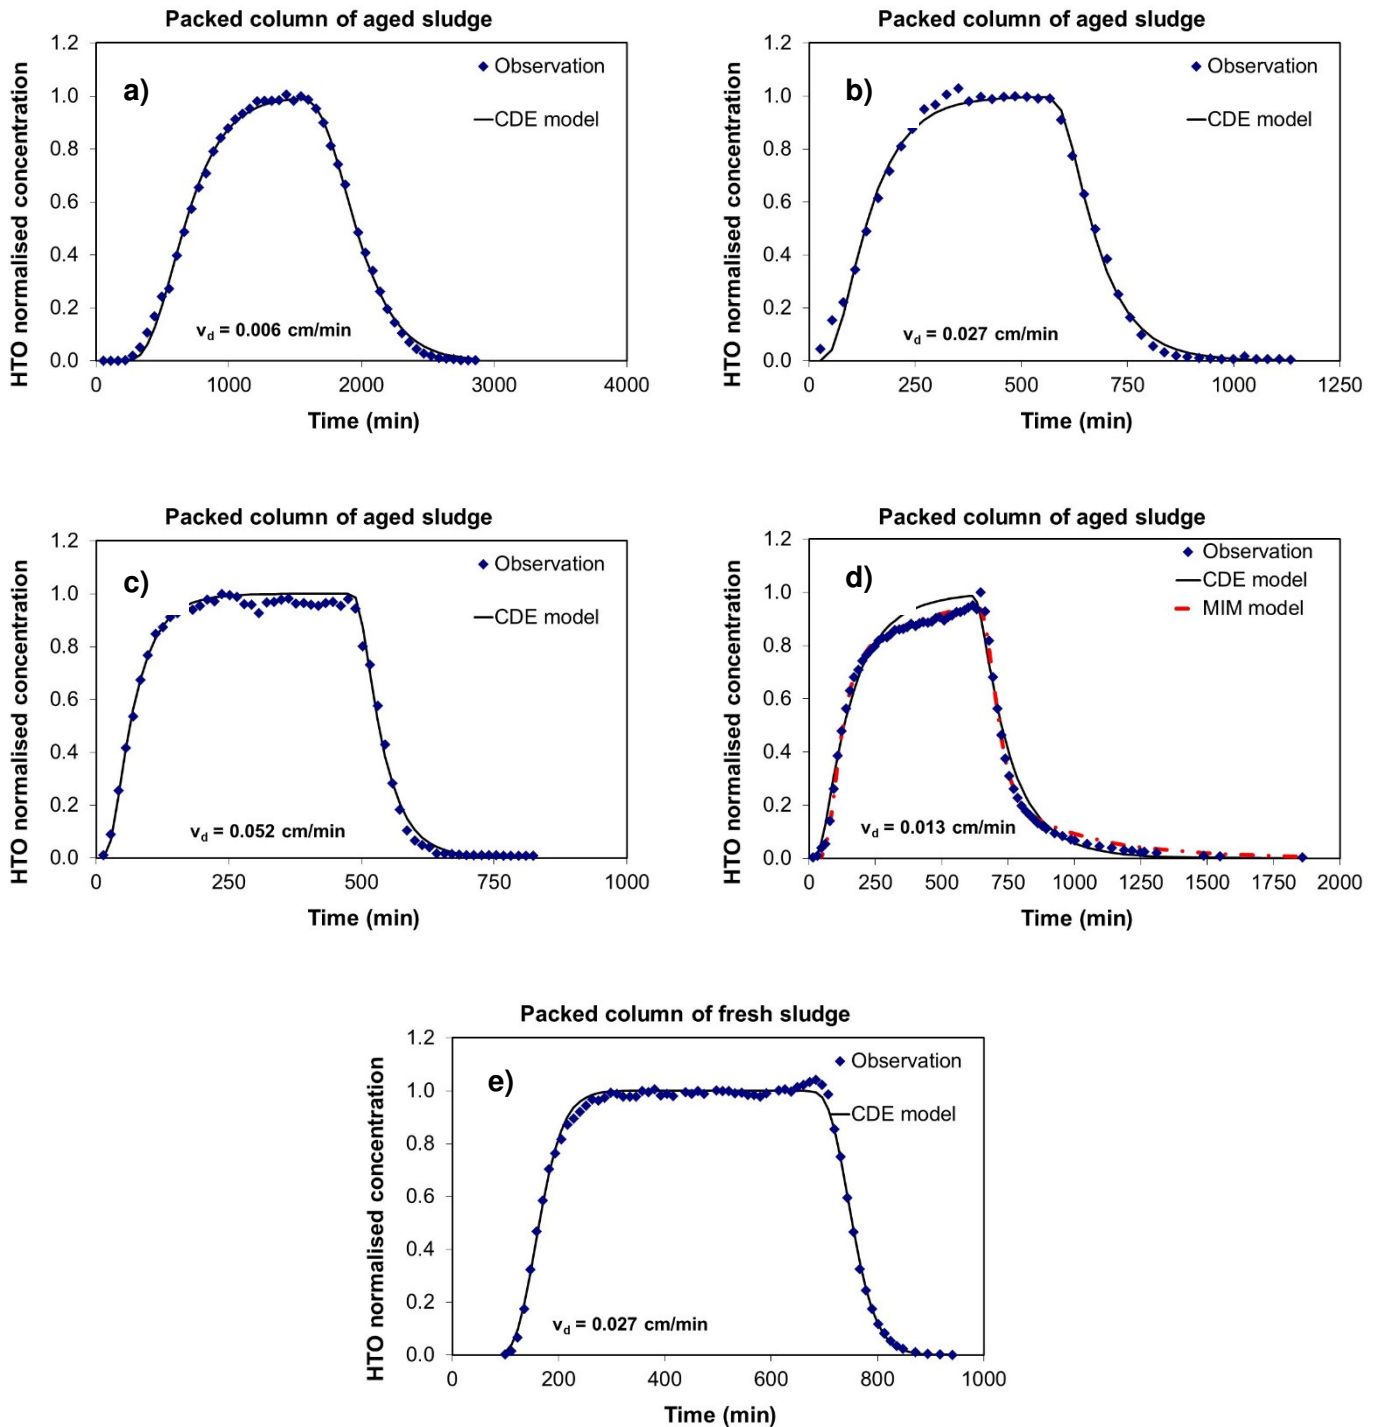 Packed column of aged sludge
HTO normalised concentration
1.2
1.0
0.8
0.6
0.4
0.2
0.0
a)
Observation
CDE model
v_d = 0.006 cm/min
0 1000 2000 3000 4000
Time (min)
Packed column of aged sludge
HTO normalised concentration
1.2
1.0
0.8
0.6
0.4
0.2
0.0
b)
Observation
CDE model
v_d = 0.027 cm/min
0 250 500 750 1000 1250
Time (min)
Packed column of aged sludge
HTO normalised concentration
1.2
1.0
0.8
0.6
0.4
0.2
0.0
c)
Observation
CDE model
v_d = 0.052 cm/min
0 250 500 750 1000
Time (min)
Packed column of aged sludge
HTO normalised concentration
1.2
1.0
0.8
0.6
0.4
0.2
0.0
d)
Observation
CDE model
MIM model
v_d = 0.013 cm/min
0 250 500 750 1000 1250 1500 1750 2000
Time (min)
Packed column of fresh sludge
HTO normalised concentration
1.2
1.0
0.8
0.6
0.4
0.2
0.0
e)
Observation
CDE model
v_d = 0.027 cm/min
0 200 400 600 800 1000
Time (min)